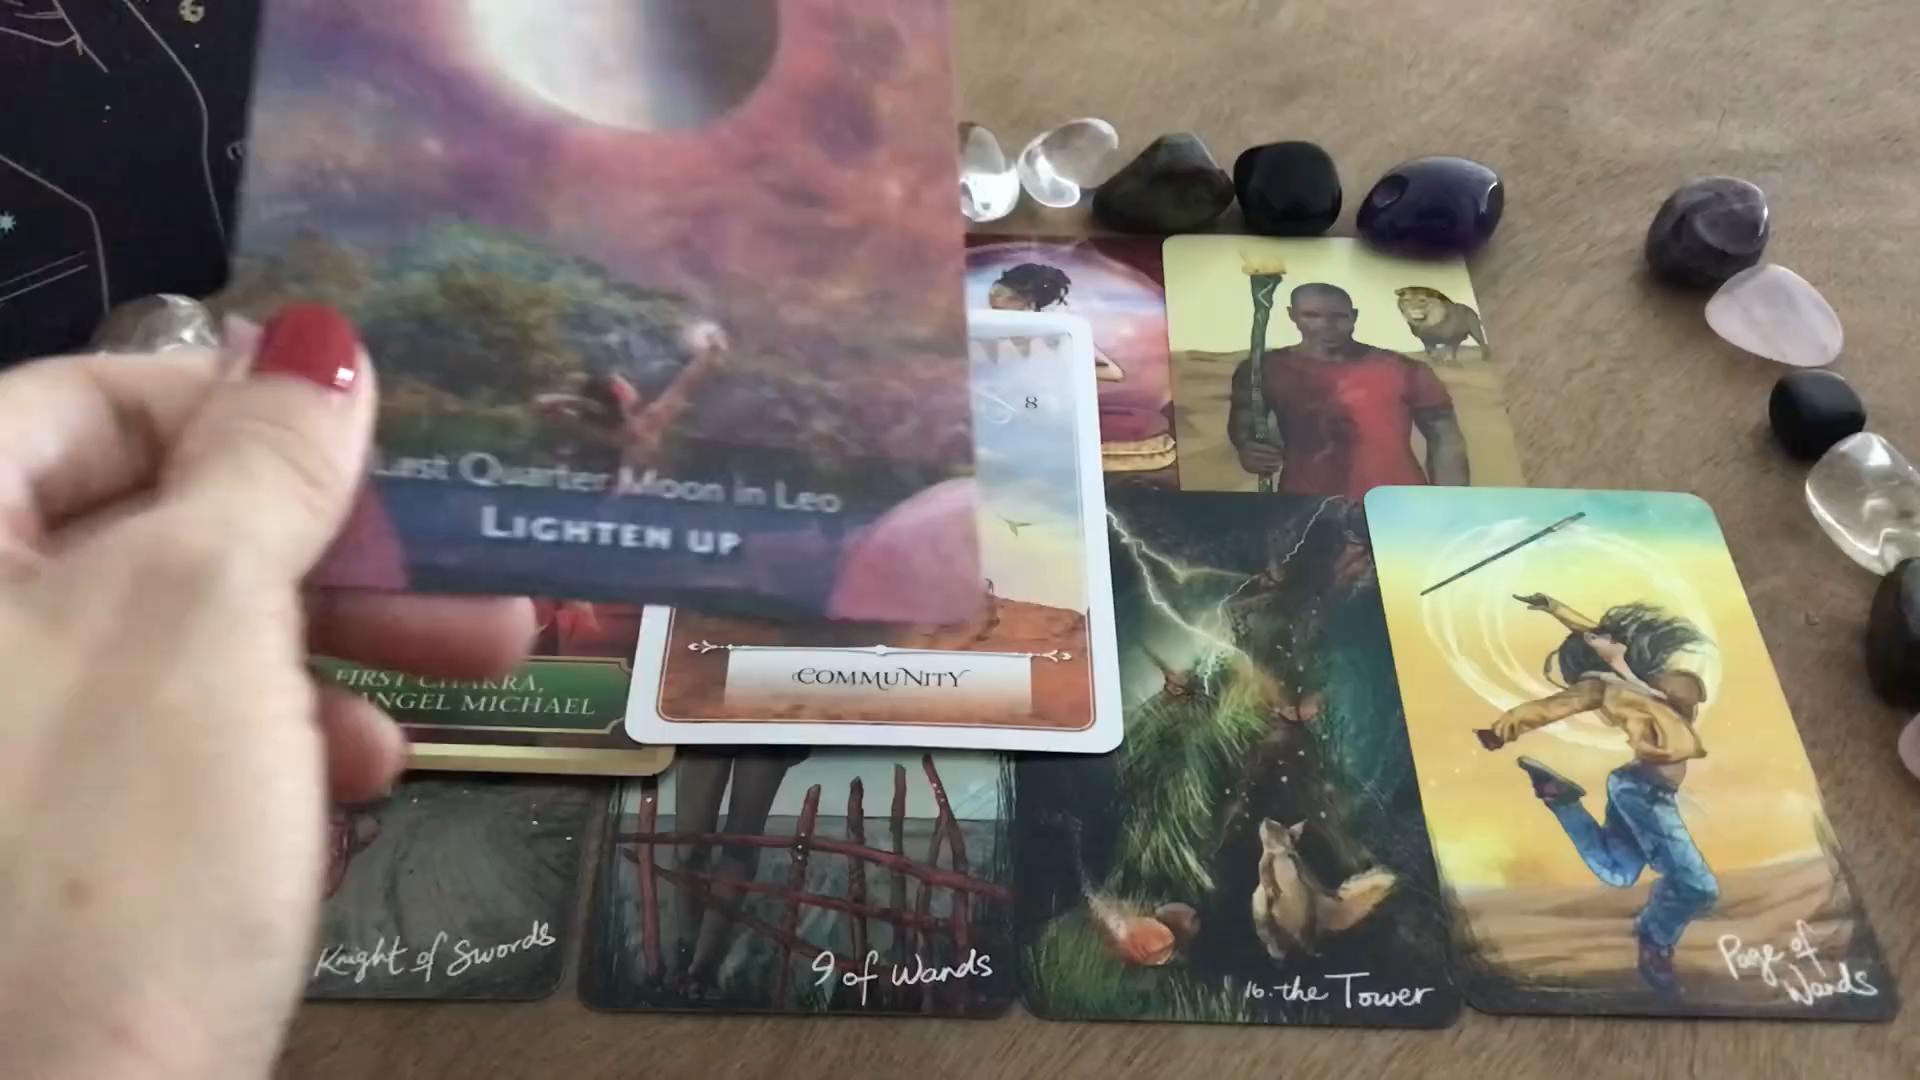 Last Quarter Moon in Leo
LIGHTEN UP
8
FIRST CHAKRA,
ANGEL MICHAEL
COMMUNITY
Knight of Swords
9 of Wands
16. the Tower
Page of
Wands